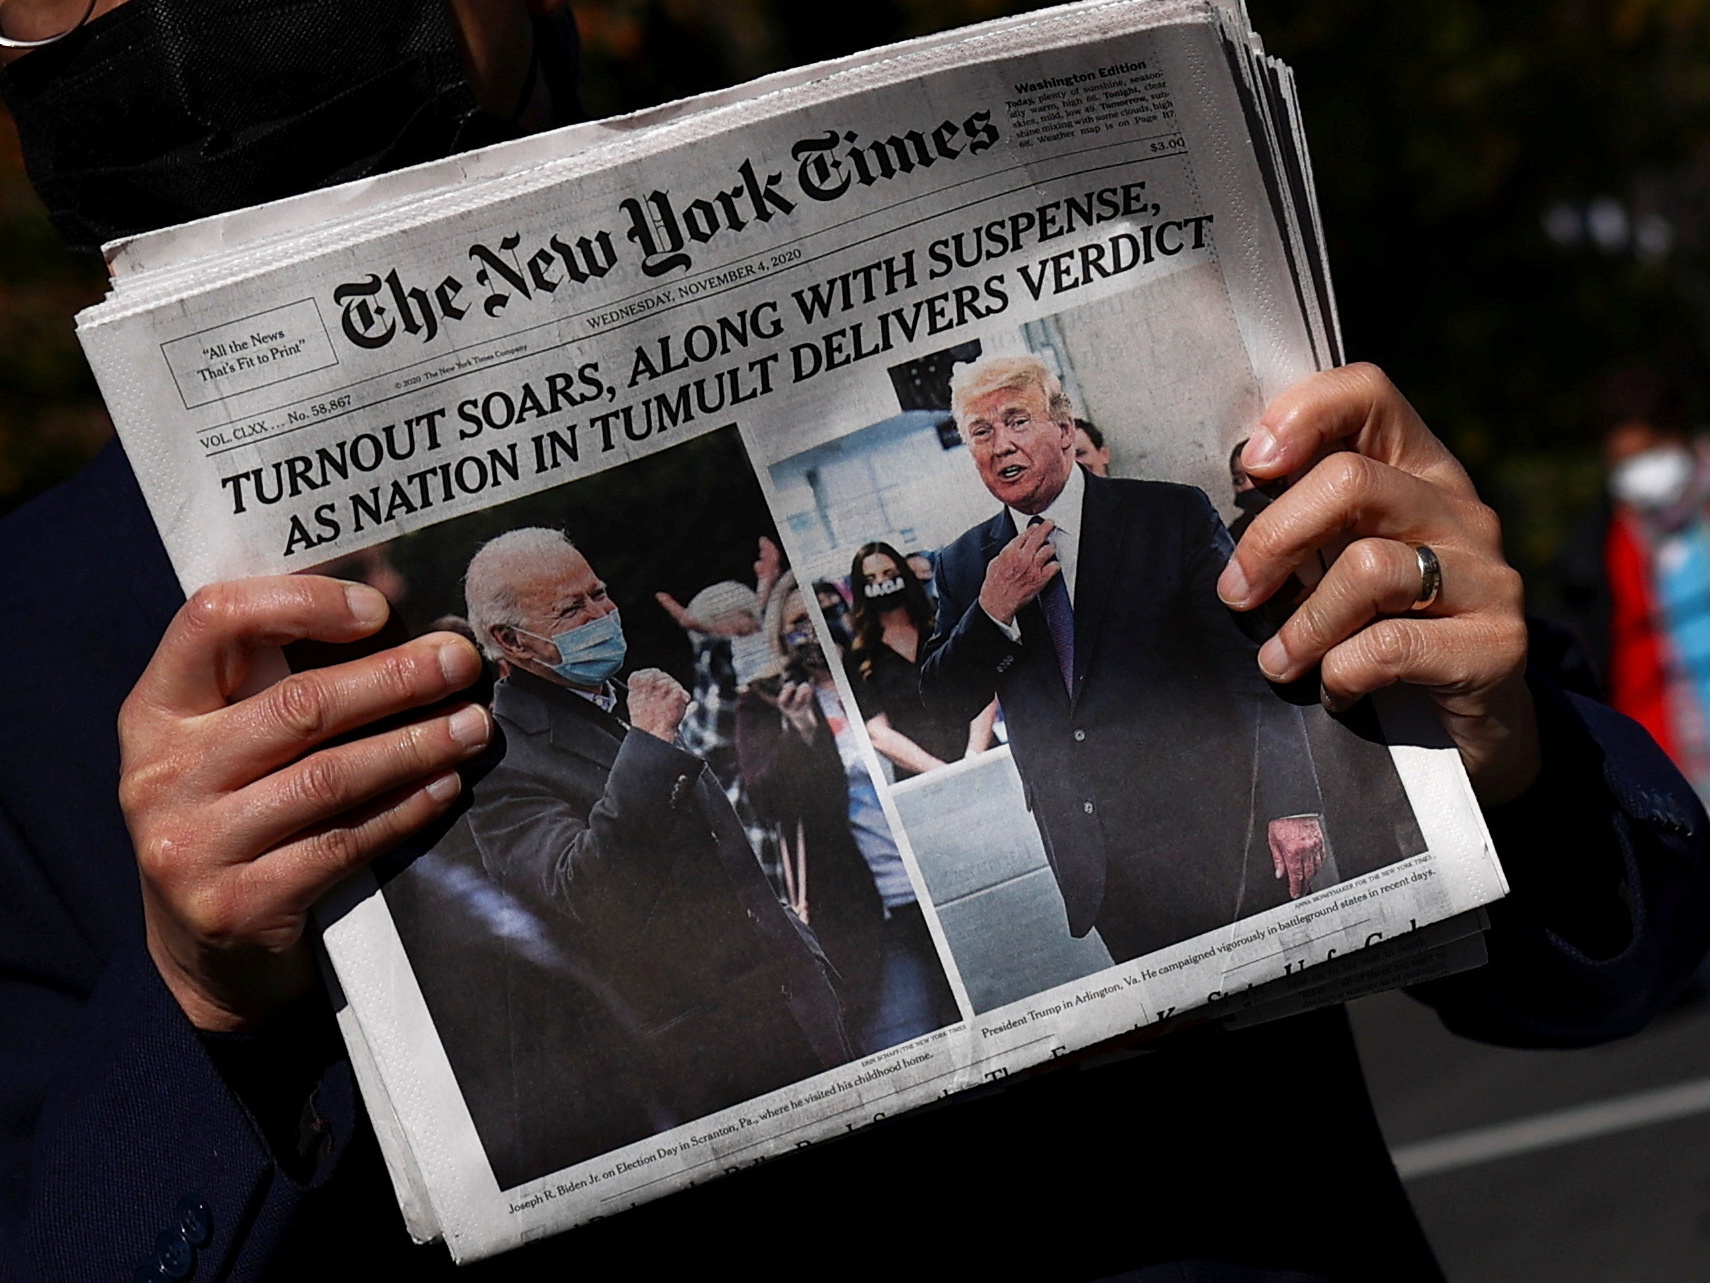 Washington Edition
Today, plenty of sunshine, season-
ally warm, high 66. Tonight, clear
skies, mild, low 49. Tomorrow, sun-
shine mixing with some clouds, high
68. Weather map is on Page B7.
$3.00
The New York Times
"All the News
That's Fit to Print"
VOL. CLXX ... No. 58,867
© 2020 The New York Times Company
WEDNESDAY, NOVEMBER 4, 2020
TURNOUT SOARS, ALONG WITH SUSPENSE,
AS NATION IN TUMULT DELIVERS VERDICT
MAGA
ERIN SCHAFF/THE NEW YORK TIMES
Joseph R. Biden Jr. on Election Day in Scranton, Pa., where he visited his childhood home.
ANNA MONEYMAKER FOR THE NEW YORK TIMES
President Trump in Arlington, Va. He campaigned vigorously in battleground states in recent days.